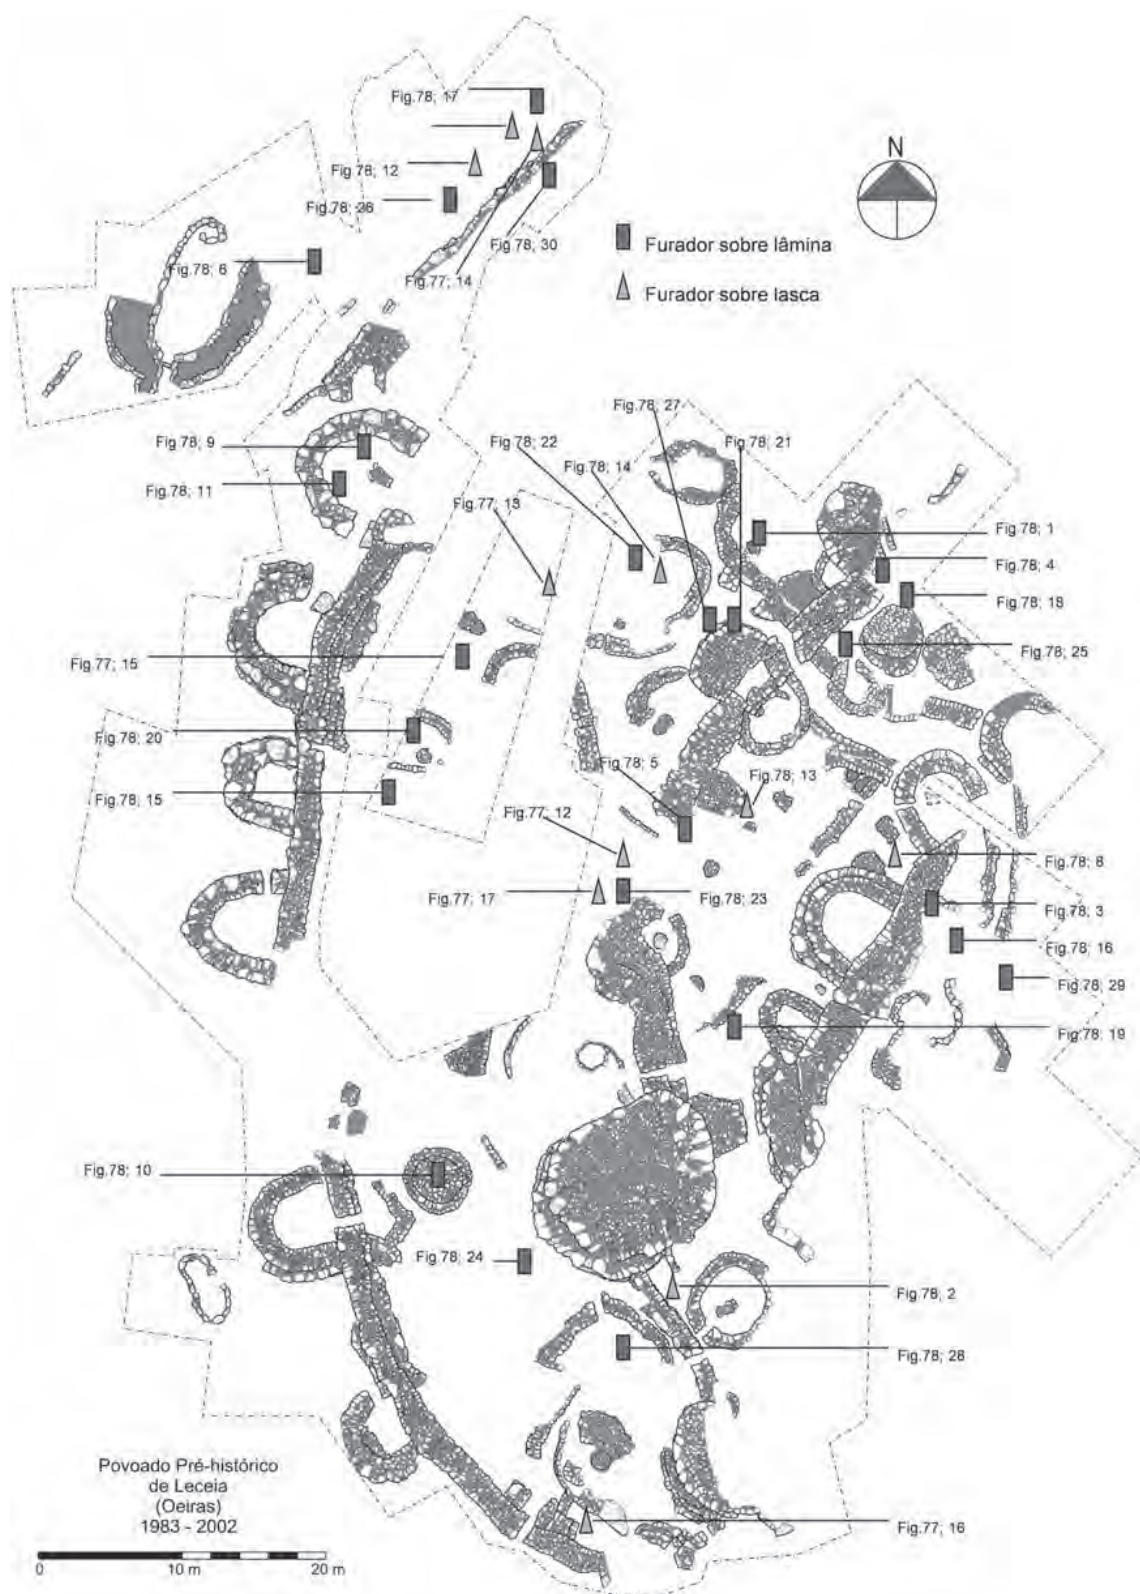 Fig.78; 17
Fig.78; 12
Fig.78; 26
Fig.78; 30
Fig.78; 6
Fig.77; 14
N
Furador sobre lâmina
Furador sobre lasca
Fig.78; 27
Fig.78; 9
Fig.78; 22
Fig.78; 21
Fig.78; 14
Fig.78; 11
Fig.77; 13
Fig.78; 1
Fig.78; 4
Fig.78; 18
Fig.78; 25
Fig.77; 15
Fig.78; 20
Fig.78; 5
Fig.78; 13
Fig.78; 15
Fig.77; 12
Fig.78; 8
Fig.77; 17
Fig.78; 23
Fig.78; 3
Fig.78; 16
Fig.78; 29
Fig.78; 19
Fig.78; 10
Fig.78; 24
Fig.78; 2
Fig.78; 28
Povoado Pré-histórico
de Leceia
(Oeiras)
1983 - 2002
Fig.77; 16
0 10 m 20 m